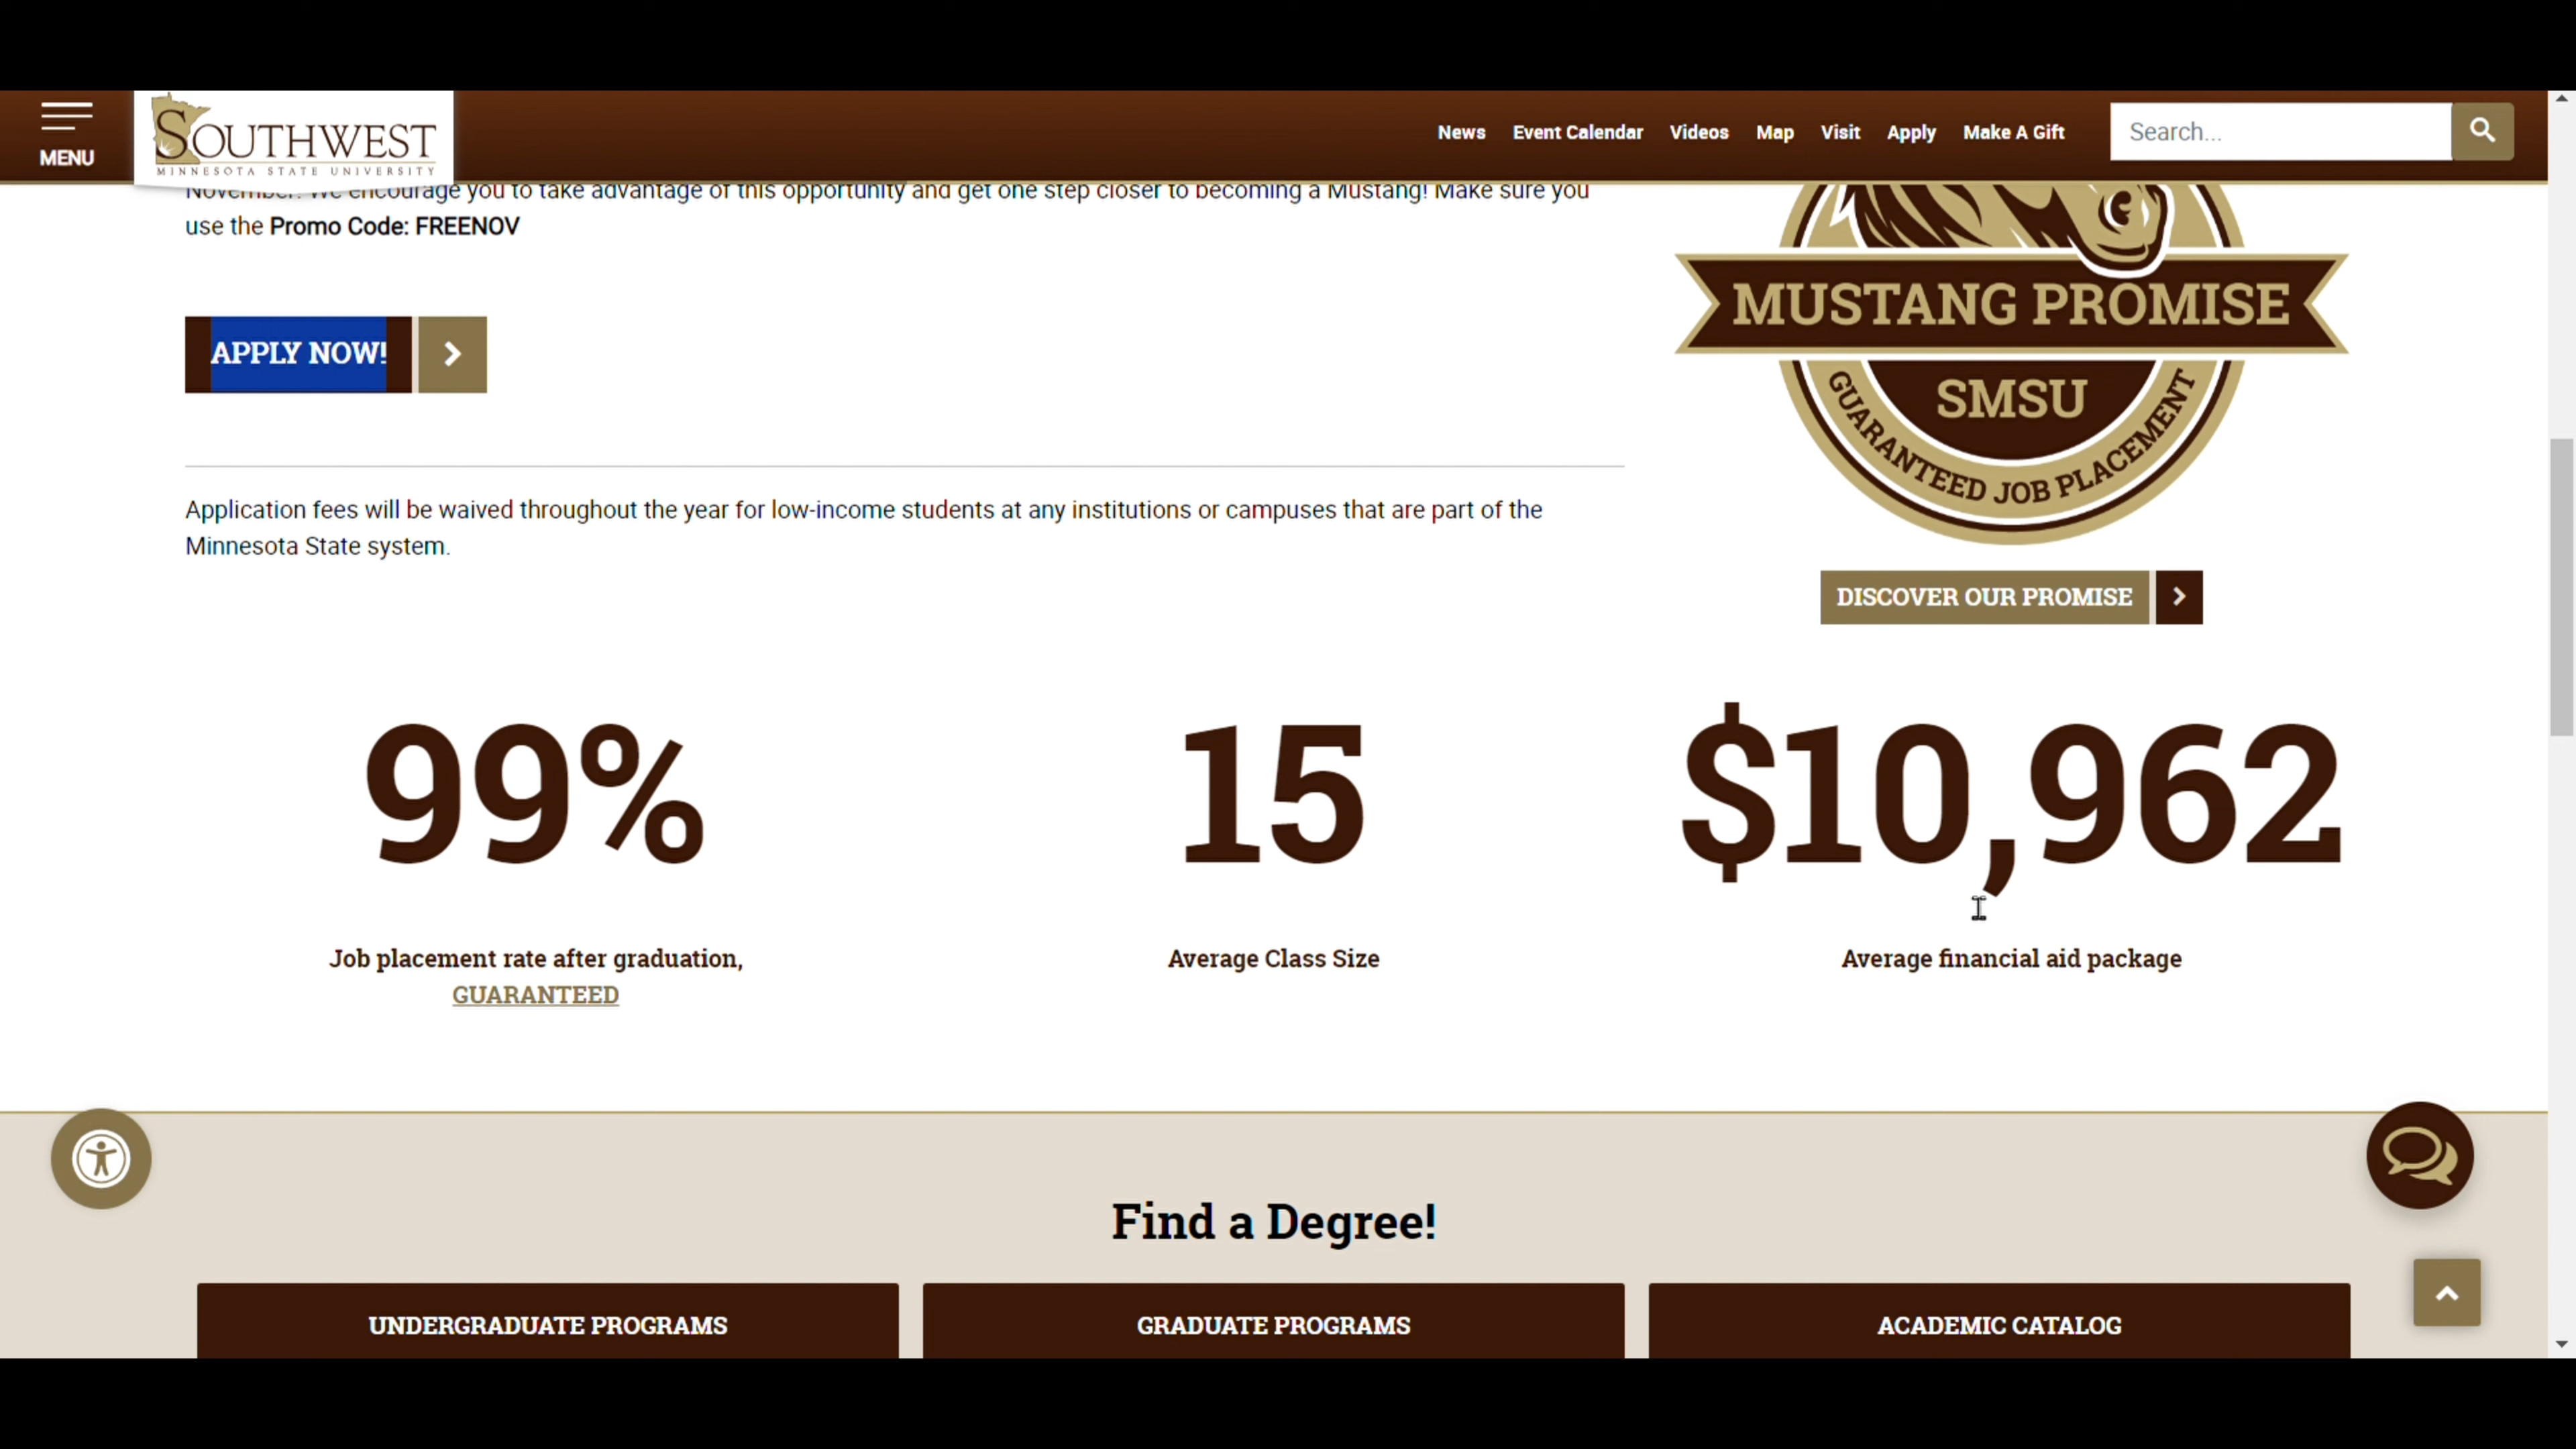 MENU
SOUTHWEST
MINNESOTA STATE UNIVERSITY
News
Event Calendar
Videos
Map
Visit
Apply
Make A Gift
Search...
November! We encourage you to take advantage of this opportunity and get one step closer to becoming a Mustang! Make sure you
use the Promo Code: FREENOV
APPLY NOW!
Application fees will be waived throughout the year for low-income students at any institutions or campuses that are part of the
Minnesota State system.
MUSTANG PROMISE
SMSU
GUARANTEED JOB PLACEMENT
DISCOVER OUR PROMISE
99%
Job placement rate after graduation,
GUARANTEED
15
Average Class Size
$10,962
Average financial aid package
Find a Degree!
UNDERGRADUATE PROGRAMS
GRADUATE PROGRAMS
ACADEMIC CATALOG